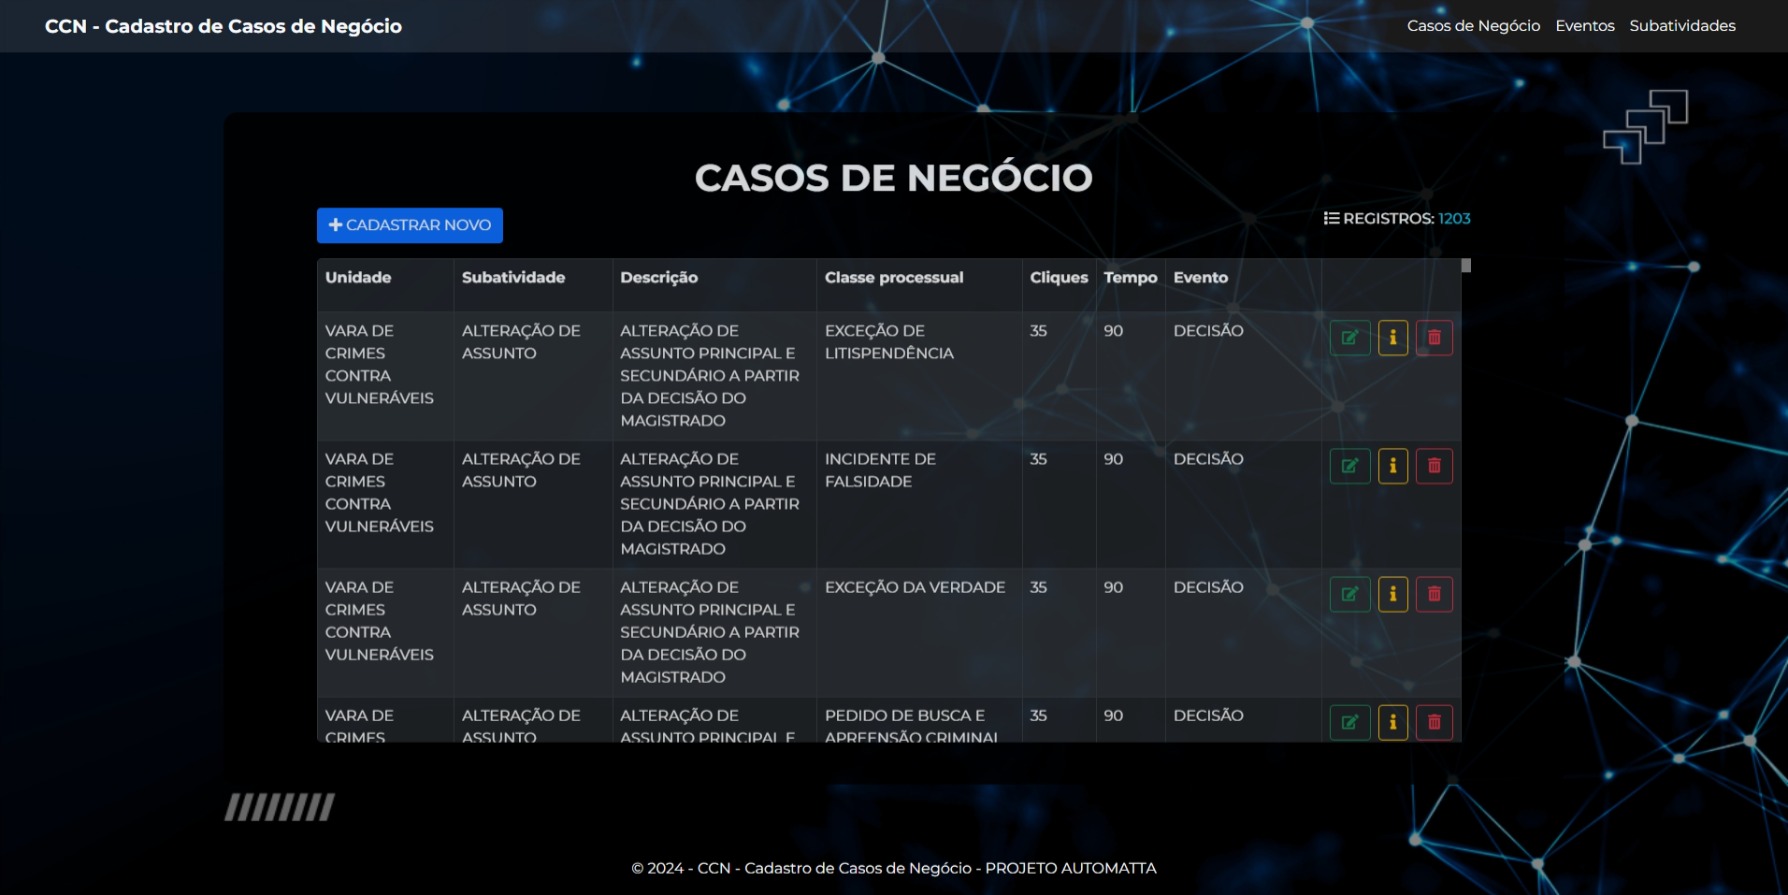 CCN - Cadastro de Casos de Negócio
Casos de Negócio Eventos Subatividades
CASOS DE NEGÓCIO
CADASTRAR NOVO
REGISTROS: 1203
Unidade Subatividade Descrição Classe processual Cliques Tempo Evento
VARA DE ALTERAÇÃO DE ALTERAÇÃO DE EXCEÇÃO DE 35 90 DECISÃO
CRIMES ASSUNTO ASSUNTO PRINCIPAL E LITISPENDÊNCIA
CONTRA SECUNDÁRIO A PARTIR
VULNERÁVEIS DA DECISÃO DO
MAGISTRADO
VARA DE ALTERAÇÃO DE ALTERAÇÃO DE INCIDENTE DE 35 90 DECISÃO
CRIMES ASSUNTO ASSUNTO PRINCIPAL E FALSIDADE
CONTRA SECUNDÁRIO A PARTIR
VULNERÁVEIS DA DECISÃO DO
MAGISTRADO
VARA DE ALTERAÇÃO DE ALTERAÇÃO DE EXCEÇÃO DA VERDADE 35 90 DECISÃO
CRIMES ASSUNTO ASSUNTO PRINCIPAL E
CONTRA SECUNDÁRIO A PARTIR
VULNERÁVEIS DA DECISÃO DO
MAGISTRADO
VARA DE ALTERAÇÃO DE ALTERAÇÃO DE PEDIDO DE BUSCA E 35 90 DECISÃO
CRIMES ASSUNTO ASSUNTO PRINCIPAL E APREENSÃO CRIMINAL
© 2024 - CCN - Cadastro de Casos de Negócio - PROJETO AUTOMATTA